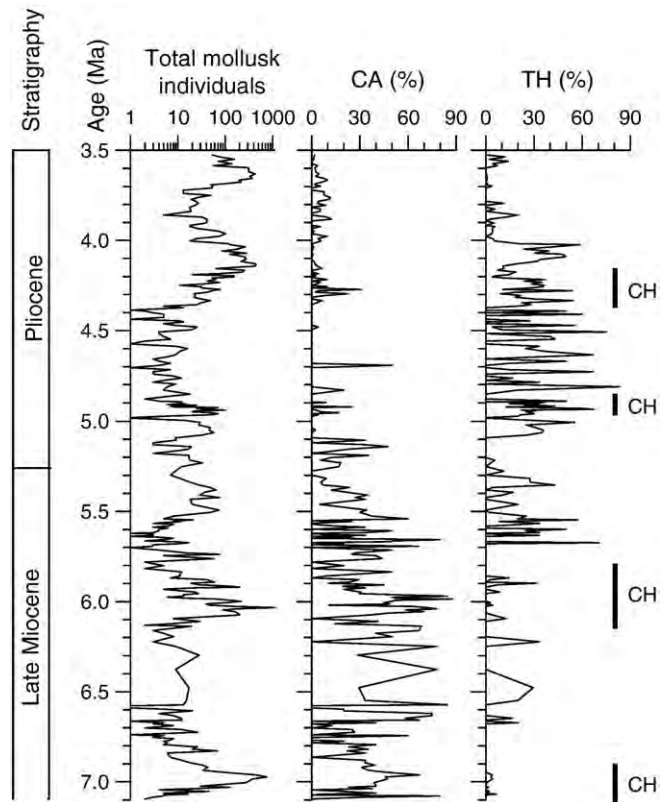 Stratigraphy
Age (Ma)
Total mollusk
individuals
CA (%)
TH (%)
1 10 100 1000
0 30 60 90
0 30 60 90
3.5
4.0
4.5
5.0
5.5
6.0
6.5
7.0
Pliocene
Late Miocene
CH
CH
CH
CH